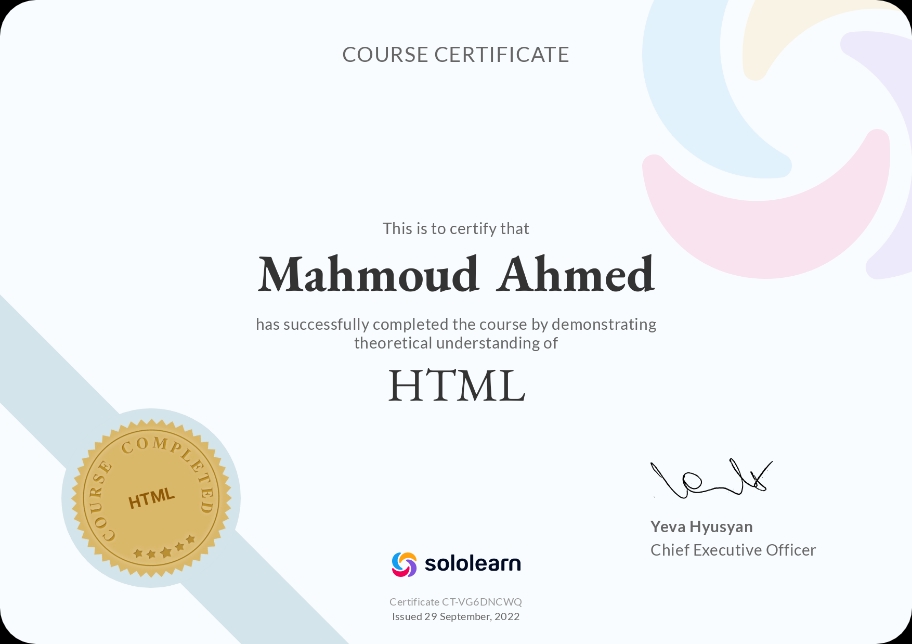 COURSE CERTIFICATE
This is to certify that
Mahmoud Ahmed
has successfully completed the course by demonstrating
theoretical understanding of
HTML
COURSE COMPLETED
HTML
Yeva Hyusyan
Chief Executive Officer
sololearn
Certificate CT-VG6DNCWQ
Issued 29 September, 2022